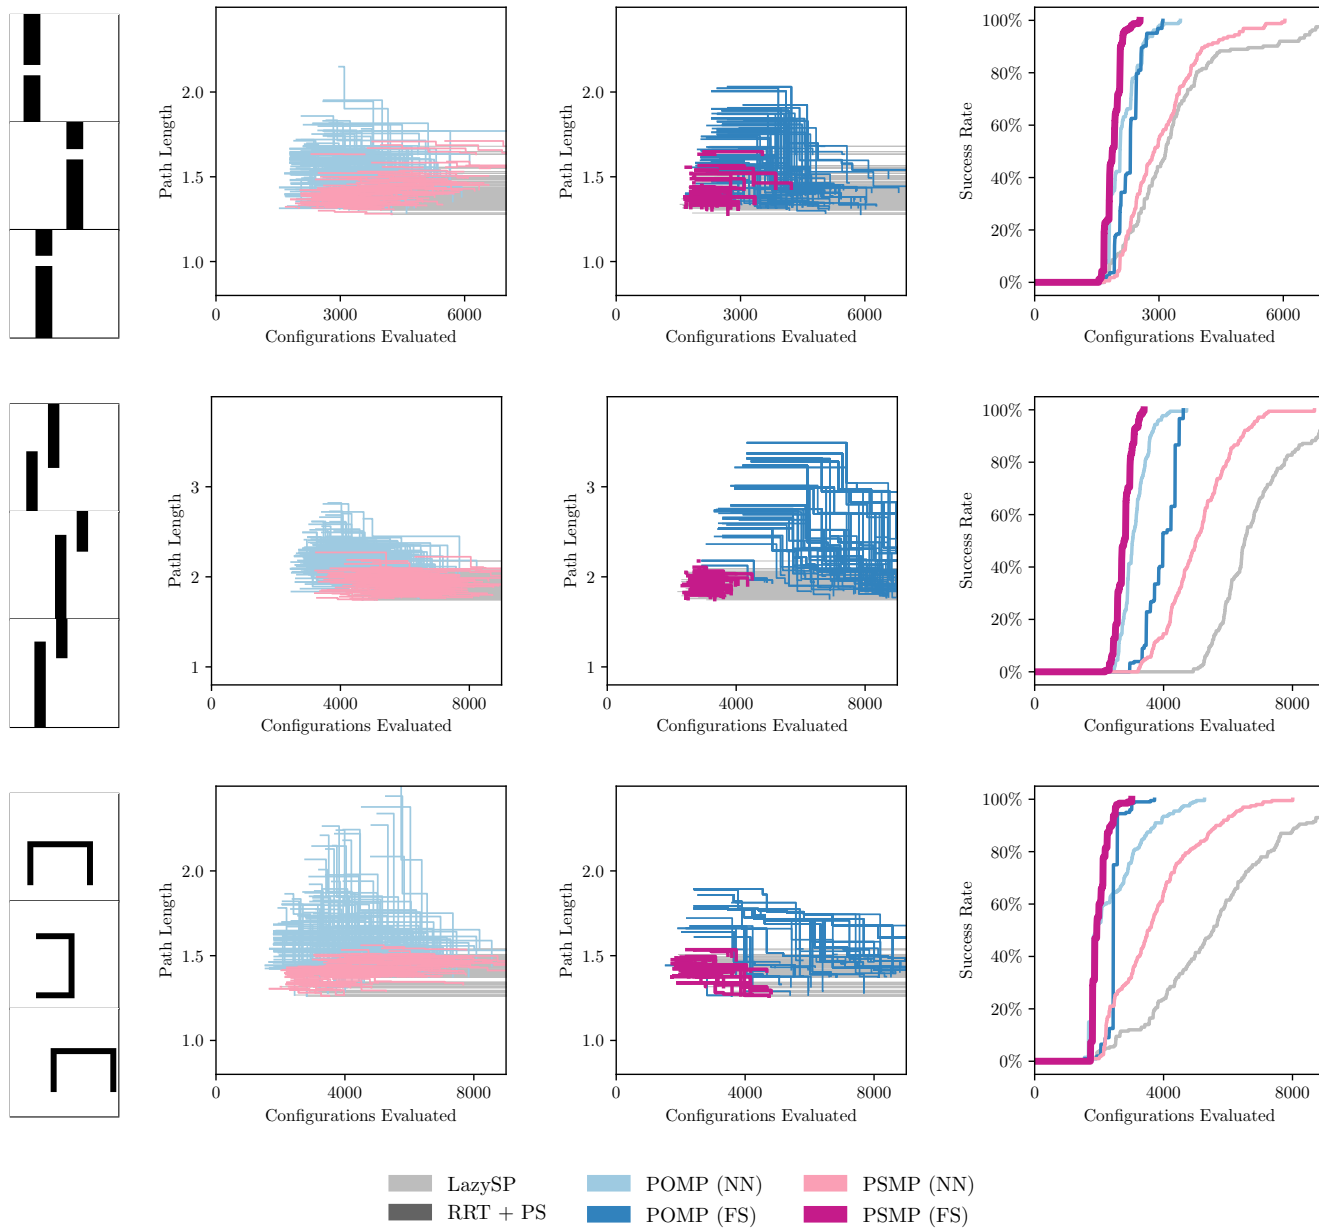 2.0
1.5
1.0
Path Length
0
3000
6000
Configurations Evaluated
2.0
1.5
1.0
Path Length
0
3000
6000
Configurations Evaluated
100%
80%
60%
40%
20%
0%
Success Rate
0
3000
6000
Configurations Evaluated
3
2
1
Path Length
0
4000
8000
Configurations Evaluated
3
2
1
Path Length
0
4000
8000
Configurations Evaluated
100%
80%
60%
40%
20%
0%
Success Rate
0
4000
8000
Configurations Evaluated
2.0
1.5
1.0
Path Length
0
4000
8000
Configurations Evaluated
2.0
1.5
1.0
Path Length
0
4000
8000
Configurations Evaluated
100%
80%
60%
40%
20%
0%
Success Rate
0
4000
8000
Configurations Evaluated
LazySP
RRT + PS
POMP (NN)
POMP (FS)
PSMP (NN)
PSMP (FS)